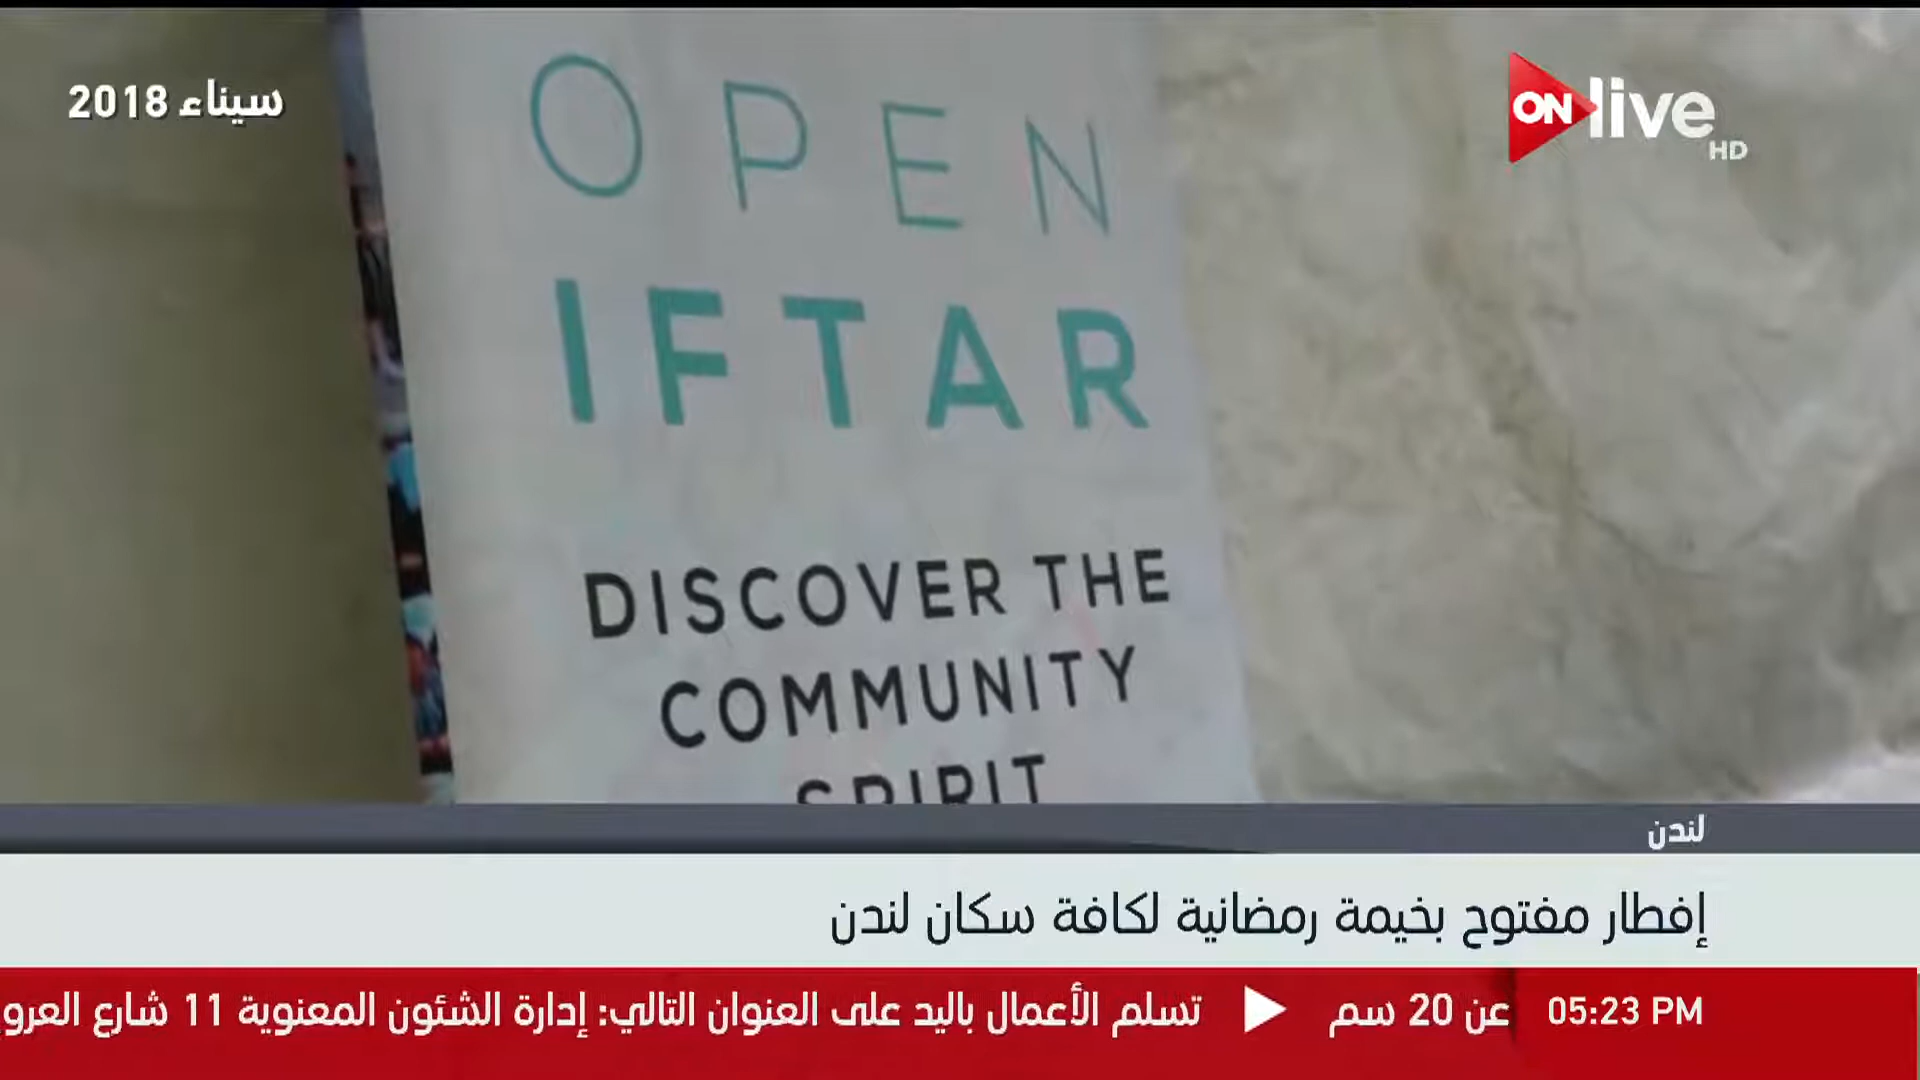 سيناء 2018
ON live HD
OPEN
IFTAR
DISCOVER THE
COMMUNITY
SPIRIT
لندن
إفطار مفتوح بخيمة رمضانية لكافة سكان لندن
05:23 PM
عن 20 سم ▶ تسلم الأعمال باليد على العنوان التالي: إدارة الشئون المعنوية 11 شارع